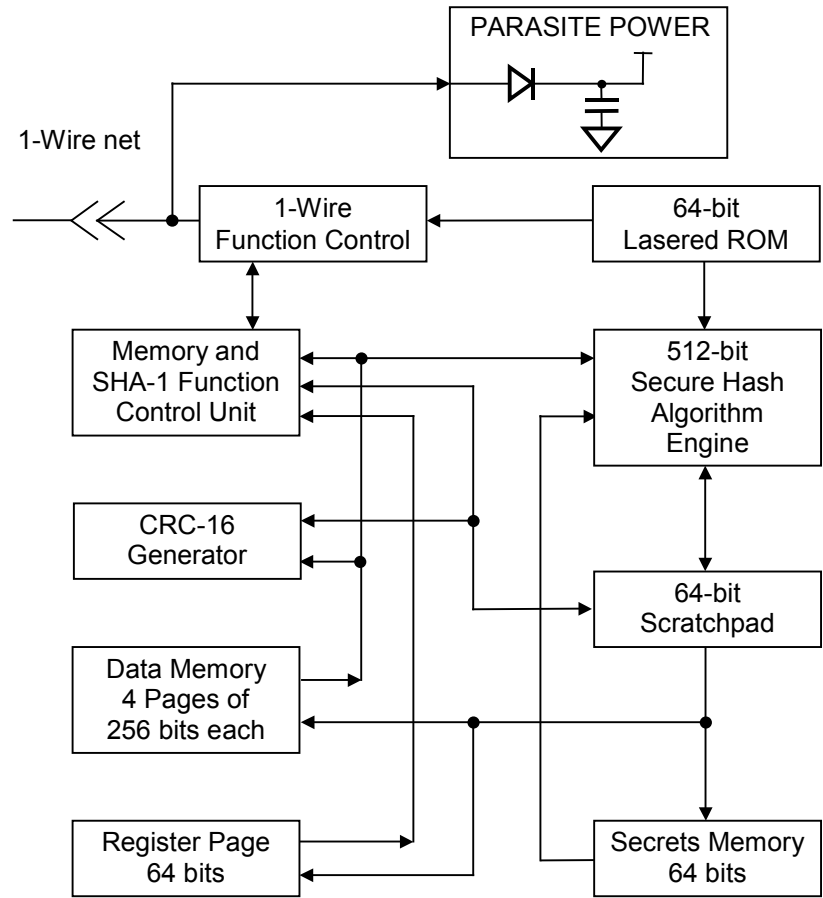 PARASITE POWER
1-Wire net
1-Wire
Function Control
64-bit
Lasered ROM
Memory and
SHA-1 Function
Control Unit
512-bit
Secure Hash
Algorithm
Engine
CRC-16
Generator
64-bit
Scratchpad
Data Memory
4 Pages of
256 bits each
Register Page
64 bits
Secrets Memory
64 bits